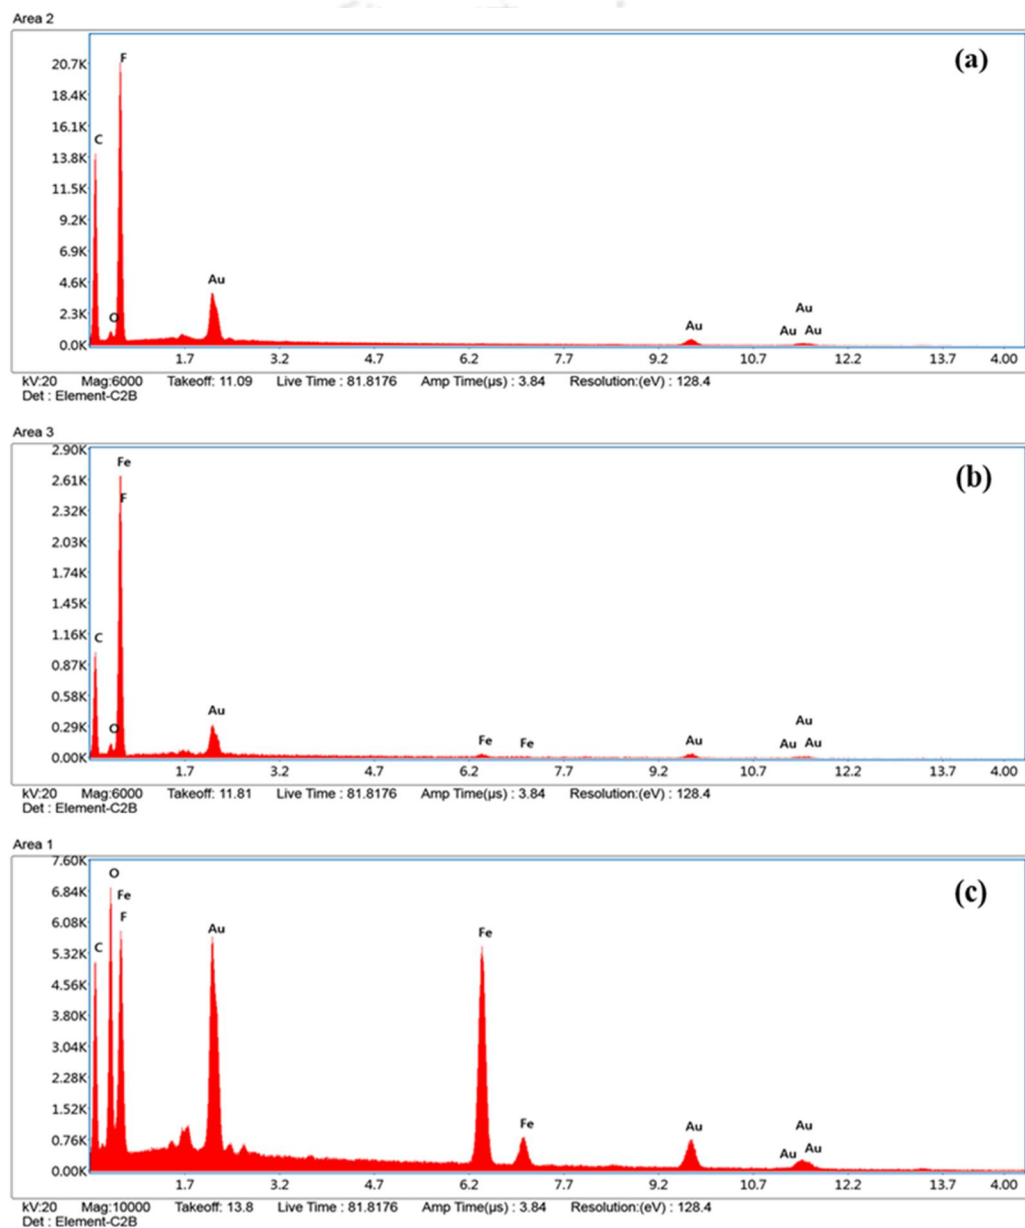 Area 2
(a)
F
20.7K
18.4K
16.1K
C
13.8K
11.5K
9.2K
6.9K
Au
4.6K
O
Au
2.3K
Au
Au Au
0.0K
1.7 3.2 4.7 6.2 7.7 9.2 10.7 12.2 13.7 4.00
kV:20 Mag:6000 Takeoff: 11.09 Live Time : 81.8176 Amp Time(µs) : 3.84 Resolution:(eV) : 128.4
Det : Element-C2B
Area 3
2.90K
Fe
(b)
2.61K
F
2.32K
2.03K
1.74K
1.45K
1.16K
C
0.87K
0.58K
Au
Au
0.29K
O
Fe Fe Au Au Au
0.00K
1.7 3.2 4.7 6.2 7.7 9.2 10.7 12.2 13.7 4.00
kV:20 Mag:6000 Takeoff: 11.81 Live Time : 81.8176 Amp Time(µs) : 3.84 Resolution:(eV) : 128.4
Det : Element-C2B
Area 1
7.60K
O
(c)
6.84K
Fe
6.08K
F
Au
Fe
5.32K
C
4.56K
3.80K
3.04K
2.28K
1.52K
Fe
Au
Au
0.76K
Au Au
0.00K
1.7 3.2 4.7 6.2 7.7 9.2 10.7 12.2 13.7 4.00
kV:20 Mag:10000 Takeoff: 13.8 Live Time : 81.8176 Amp Time(µs) : 3.84 Resolution:(eV) : 128.4
Det : Element-C2B